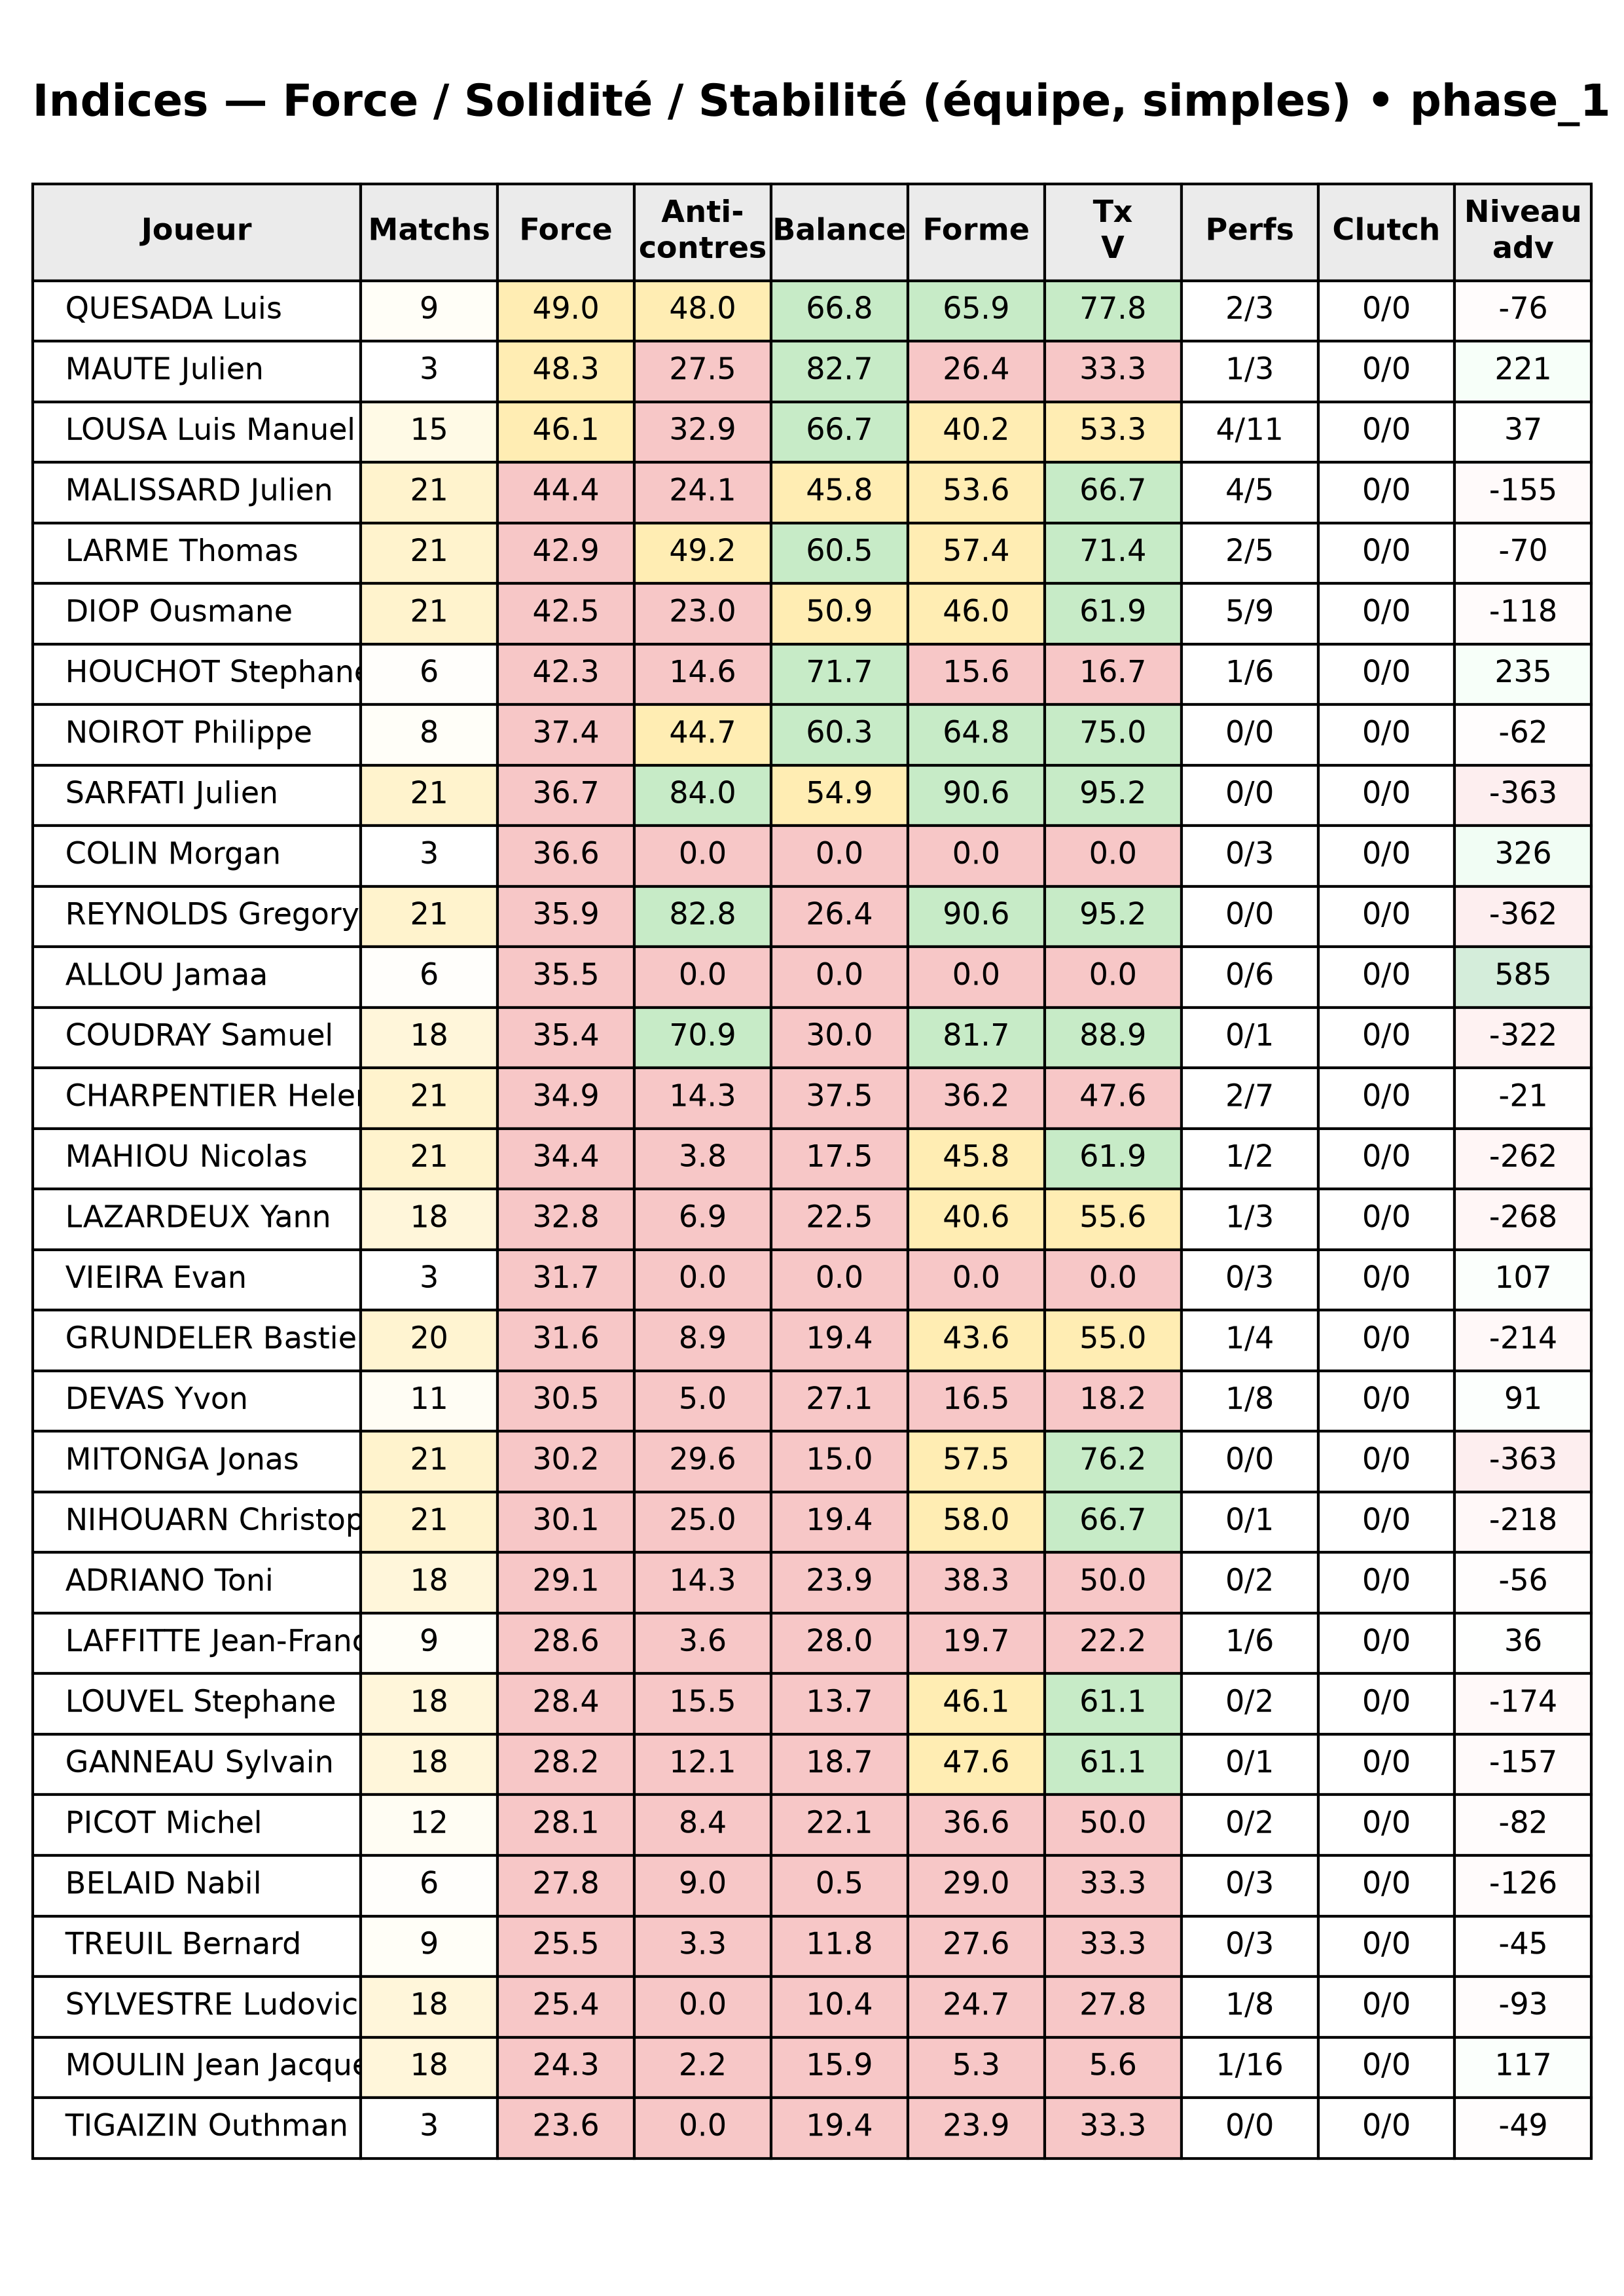 Indices — Force / Solidité / Stabilité (équipe, simples) • phase_1
Joueur Matchs Force Anti-contres Balance Forme Tx V Perfs Clutch Niveau adv
QUESADA Luis 9 49.0 48.0 66.8 65.9 77.8 2/3 0/0 -76
MAUTE Julien 3 48.3 27.5 82.7 26.4 33.3 1/3 0/0 221
LOUSA Luis Manuel 15 46.1 32.9 66.7 40.2 53.3 4/11 0/0 37
MALISSARD Julien 21 44.4 24.1 45.8 53.6 66.7 4/5 0/0 -155
LARME Thomas 21 42.9 49.2 60.5 57.4 71.4 2/5 0/0 -70
DIOP Ousmane 21 42.5 23.0 50.9 46.0 61.9 5/9 0/0 -118
HOUCHOT Stephane 6 42.3 14.6 71.7 15.6 16.7 1/6 0/0 235
NOIROT Philippe 8 37.4 44.7 60.3 64.8 75.0 0/0 0/0 -62
SARFATI Julien 21 36.7 84.0 54.9 90.6 95.2 0/0 0/0 -363
COLIN Morgan 3 36.6 0.0 0.0 0.0 0.0 0/3 0/0 326
REYNOLDS Gregory 21 35.9 82.8 26.4 90.6 95.2 0/0 0/0 -362
ALLOU Jamaa 6 35.5 0.0 0.0 0.0 0.0 0/6 0/0 585
COUDRAY Samuel 18 35.4 70.9 30.0 81.7 88.9 0/1 0/0 -322
CHARPENTIER Heler 21 34.9 14.3 37.5 36.2 47.6 2/7 0/0 -21
MAHIOU Nicolas 21 34.4 3.8 17.5 45.8 61.9 1/2 0/0 -262
LAZARDEUX Yann 18 32.8 6.9 22.5 40.6 55.6 1/3 0/0 -268
VIEIRA Evan 3 31.7 0.0 0.0 0.0 0.0 0/3 0/0 107
GRUNDELER Bastie 20 31.6 8.9 19.4 43.6 55.0 1/4 0/0 -214
DEVAS Yvon 11 30.5 5.0 27.1 16.5 18.2 1/8 0/0 91
MITONGA Jonas 21 30.2 29.6 15.0 57.5 76.2 0/0 0/0 -363
NIHOUARN Christop 21 30.1 25.0 19.4 58.0 66.7 0/1 0/0 -218
ADRIANO Toni 18 29.1 14.3 23.9 38.3 50.0 0/2 0/0 -56
LAFFITTE Jean-Franc 9 28.6 3.6 28.0 19.7 22.2 1/6 0/0 36
LOUVEL Stephane 18 28.4 15.5 13.7 46.1 61.1 0/2 0/0 -174
GANNEAU Sylvain 18 28.2 12.1 18.7 47.6 61.1 0/1 0/0 -157
PICOT Michel 12 28.1 8.4 22.1 36.6 50.0 0/2 0/0 -82
BELAID Nabil 6 27.8 9.0 0.5 29.0 33.3 0/3 0/0 -126
TREUIL Bernard 9 25.5 3.3 11.8 27.6 33.3 0/3 0/0 -45
SYLVESTRE Ludovic 18 25.4 0.0 10.4 24.7 27.8 1/8 0/0 -93
MOULIN Jean Jacque 18 24.3 2.2 15.9 5.3 5.6 1/16 0/0 117
TIGAIZIN Outhman 3 23.6 0.0 19.4 23.9 33.3 0/0 0/0 -49